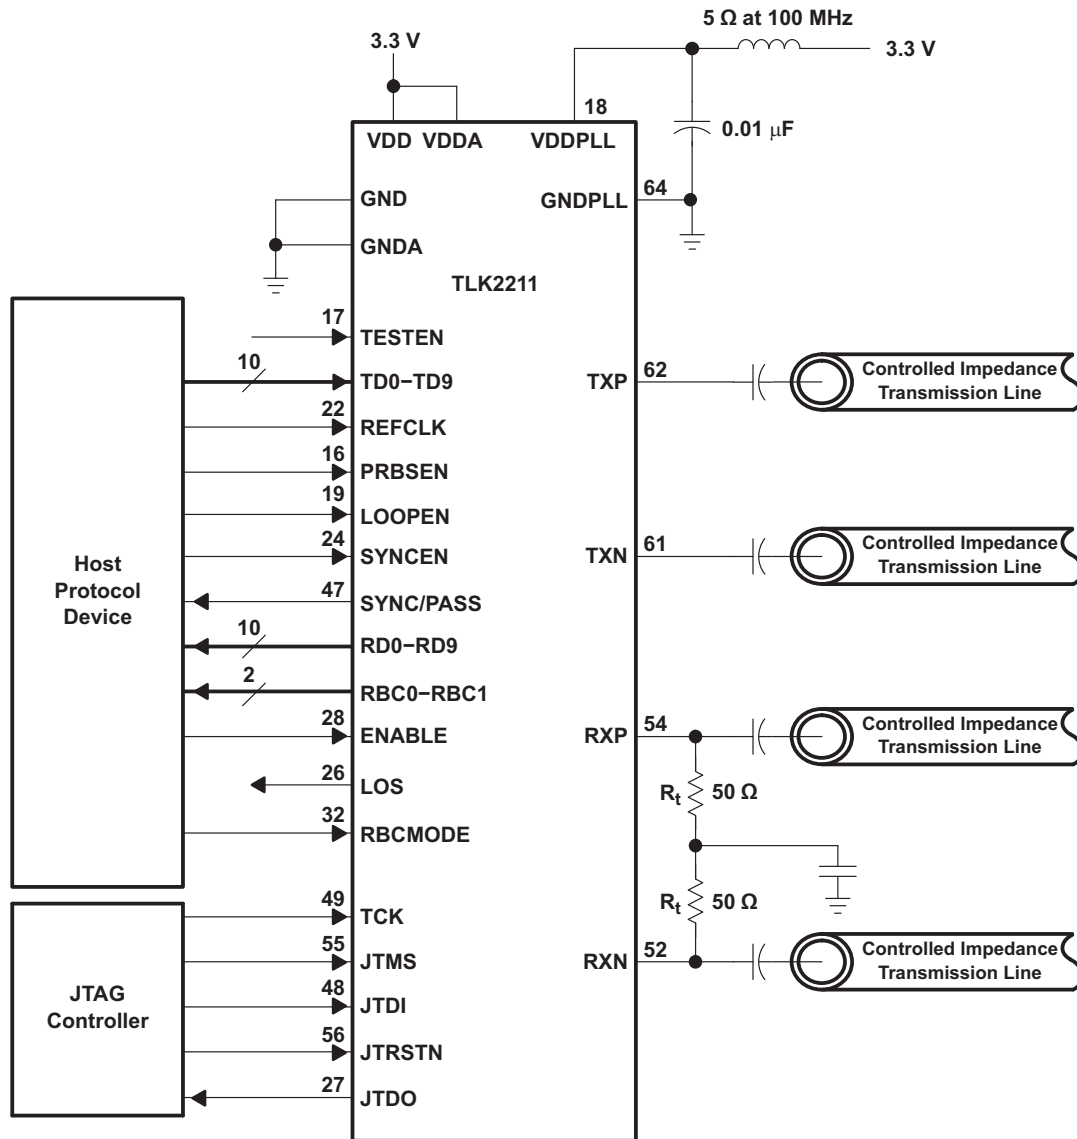 5 Ω at 100 MHz
3.3 V
3.3 V
18
VDD VDDA VDDPLL
0.01 μF
GND
GNDPLL
64
GNDA
TLK2211
17
TESTEN
10
TD0−TD9
TXP
62
Controlled Impedance
Transmission Line
22
REFCLK
16
PRBSEN
19
LOOPEN
24
SYNCEN
TXN
61
Controlled Impedance
Transmission Line
Host
Protocol
Device
47
SYNC/PASS
10
RD0−RD9
2
RBC0−RBC1
28
ENABLE
RXP
54
Controlled Impedance
Transmission Line
26
LOS
Rt 50 Ω
32
RBCMODE
49
TCK
Rt 50 Ω
55
JTMS
RXN
52
Controlled Impedance
Transmission Line
JTAG
Controller
48
JTDI
56
JTRSTN
27
JTDO